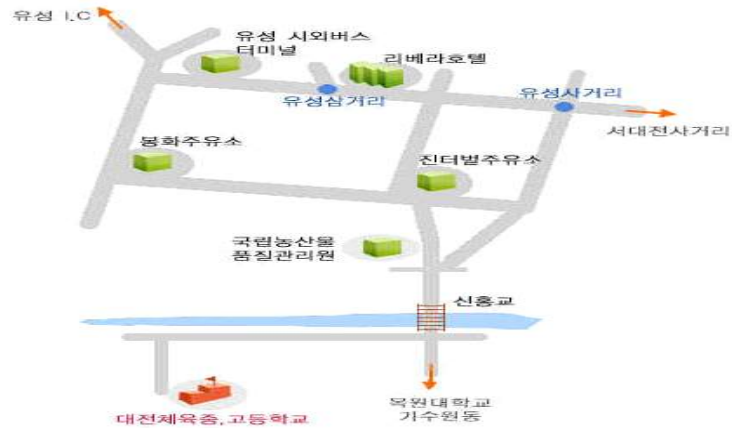 유성 I.C
유성 시외버스
터미널
리베라호텔
유성삼거리
유성사거리
서대전사거리
봉화주유소
진터벌주유소
국립농산물
품질관리원
신흥교
대전체육중,고등학교
목원대학교
가수원동